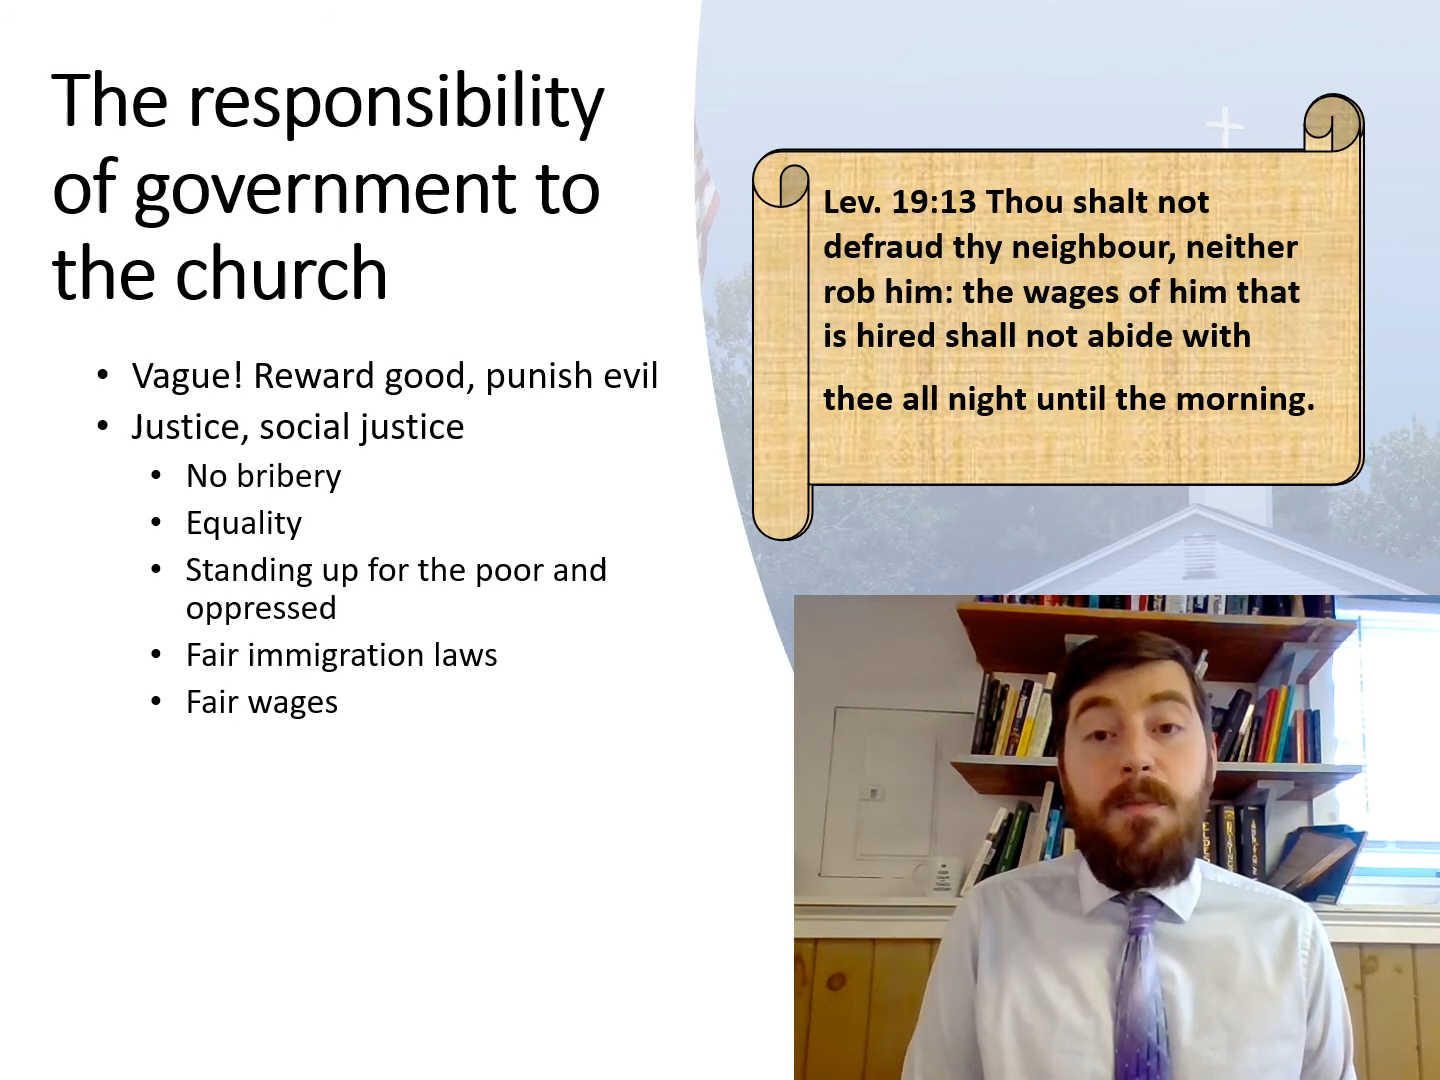 The responsibility
of government to
the church
• Vague! Reward good, punish evil
• Justice, social justice
• No bribery
• Equality
• Standing up for the poor and
oppressed
• Fair immigration laws
• Fair wages
Lev. 19:13 Thou shalt not
defraud thy neighbour, neither
rob him: the wages of him that
is hired shall not abide with
thee all night until the morning.